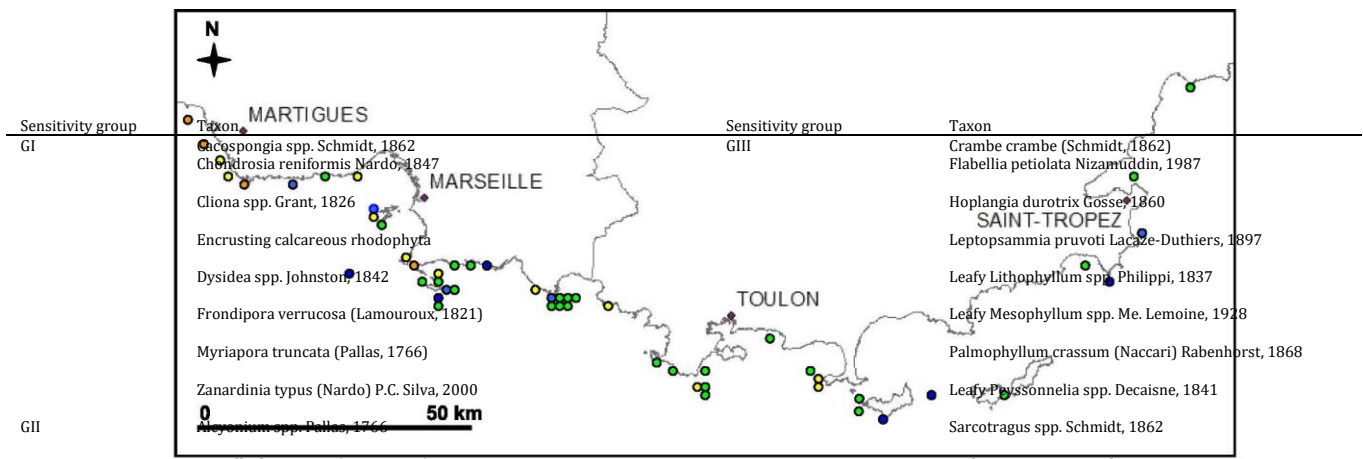 N
MARTIGUES
Sensitivity group Taxon Sensitivity group Taxon
GI Cacospongia spp. Schmidt, 1862 GIII Crambe crambe (Schmidt, 1862)
Chondrosia reniformis Nardo, 1847 Flabellia petiolata Nizamuddin, 1987
MARSEILLE
Cliona spp. Grant, 1826 Hoplangia durotrix Gosse, 1860
SAINT-TROPEZ
Encrusting calcareous rhodophyta Leptopsammia pruvoti Lacaze-Duthiers, 1897
Dysidea spp. Johnston, 1842 Leafy Lithophyllum spp. Philippi, 1837
TOULON
Frondipora verrucosa (Lamouroux, 1821) Leafy Mesophyllum spp. Me. Lemoine, 1928
Myriapora truncata (Pallas, 1766) Palmophyllum crassum (Naccari) Rabenhorst, 1868
Zanardinia typus (Nardo) P.C. Silva, 2000 Leafy Peyssonnelia spp. Decaisne, 1841
0 50 km
GII Alcyonium spp. Pallas, 1766 Sarcotragus spp. Schmidt, 1862